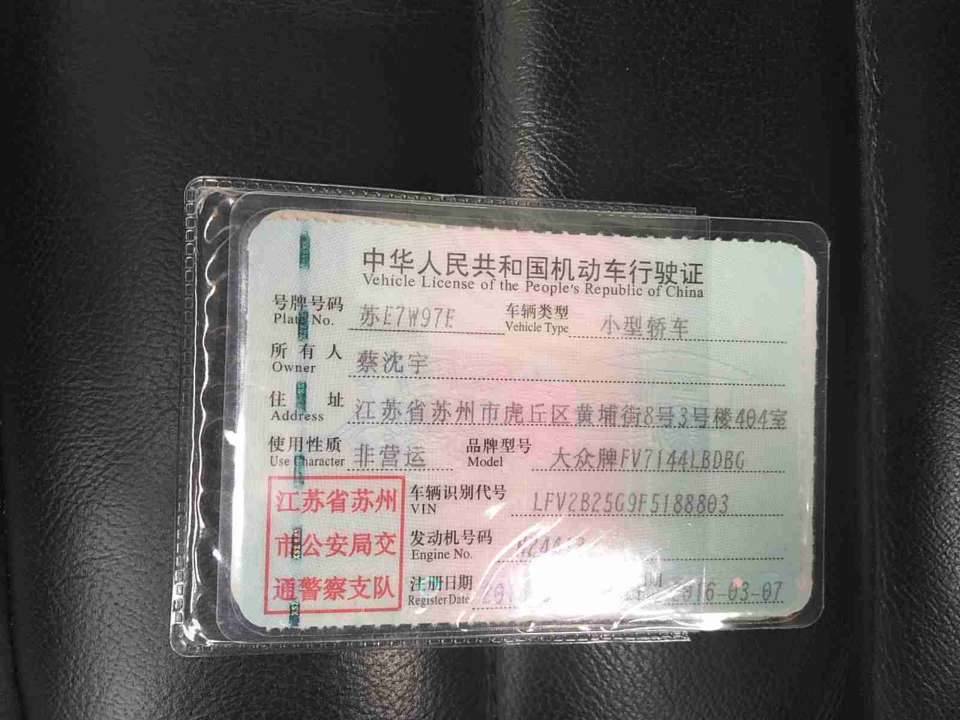 中华人民共和国机动车行驶证
Vehicle License of the People's Republic of China
号牌号码 苏E7W97E 车辆类型 小型轿车
Plate No. Vehicle Type
所有人 蔡沈宇
Owner
住址 江苏省苏州市虎丘区黄埔街8号3号楼404室
Address
使用性质 非营运 品牌型号 大众牌FV7144LBDBG
Use Character Model
江苏省苏州 车辆识别代号 LFV2B25G9F5188803
VIN
市公安局交 发动机号码
Engine No.
通警察支队 注册日期 2016-03-07
Register Date